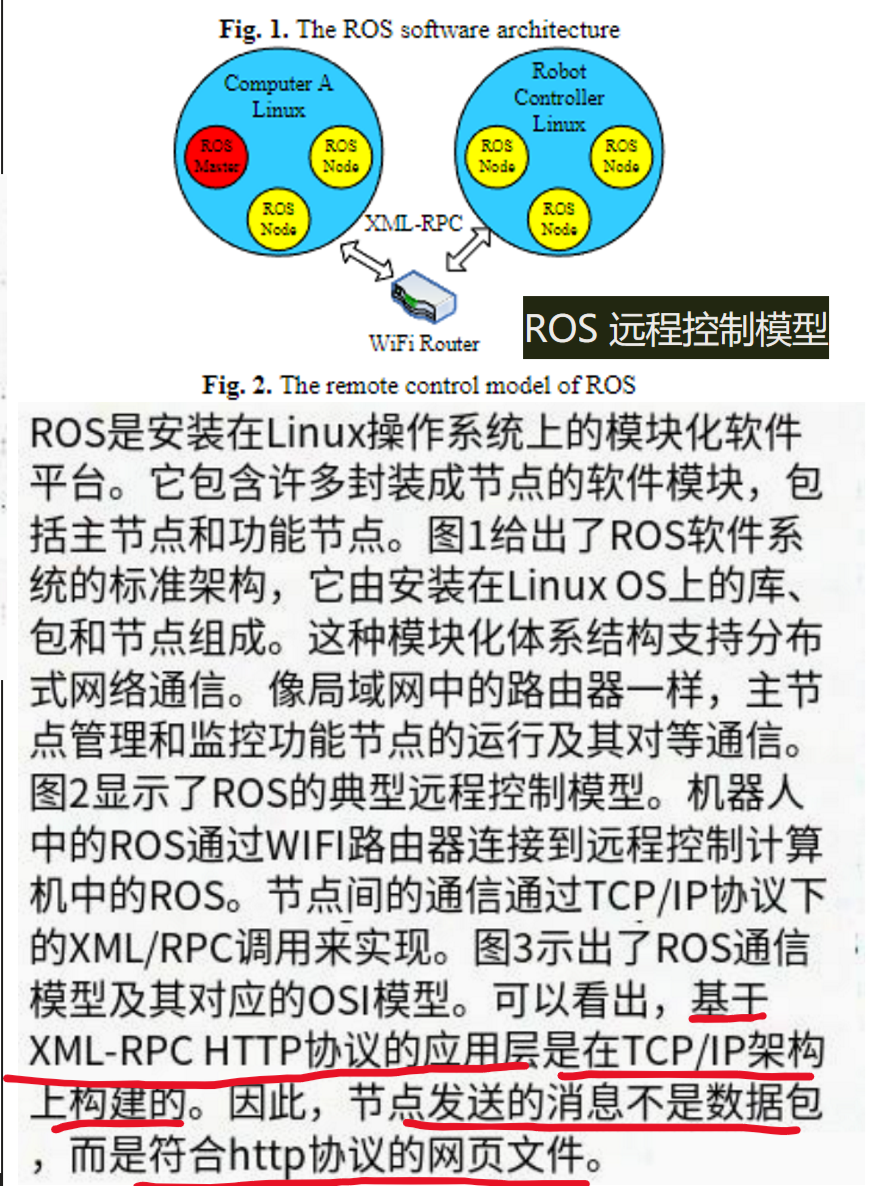 Fig. 1. The ROS software architecture
Computer A
Linux
ROS
Master
ROS
Node
ROS
Node
Robot
Controller
Linux
ROS
Node
ROS
Node
ROS
Node
XML-RPC
WiFi Router
ROS 远程控制模型
Fig. 2. The remote control model of ROS
ROS是安装在Linux操作系统上的模块化软件
平台。它包含许多封装成节点的软件模块，包
括主节点和功能节点。图1给出了ROS软件系
统的标准架构，它由安装在Linux OS上的库、
包和节点组成。这种模块化体系结构支持分布
式网络通信。像局域网中的路由器一样，主节
点管理和监控功能节点的运行及其对等通信。
图2显示了ROS的典型远程控制模型。机器人
中的ROS通过WIFI路由器连接到远程控制计算
机中的ROS。节点间的通信通过TCP/IP协议下
的XML/RPC调用来实现。图3示出了ROS通信
模型及其对应的OSI模型。可以看出，基于
XML-RPC HTTP协议的应用层是在TCP/IP架构
上构建的。因此，节点发送的消息不是数据包
，而是符合http协议的网页文件。